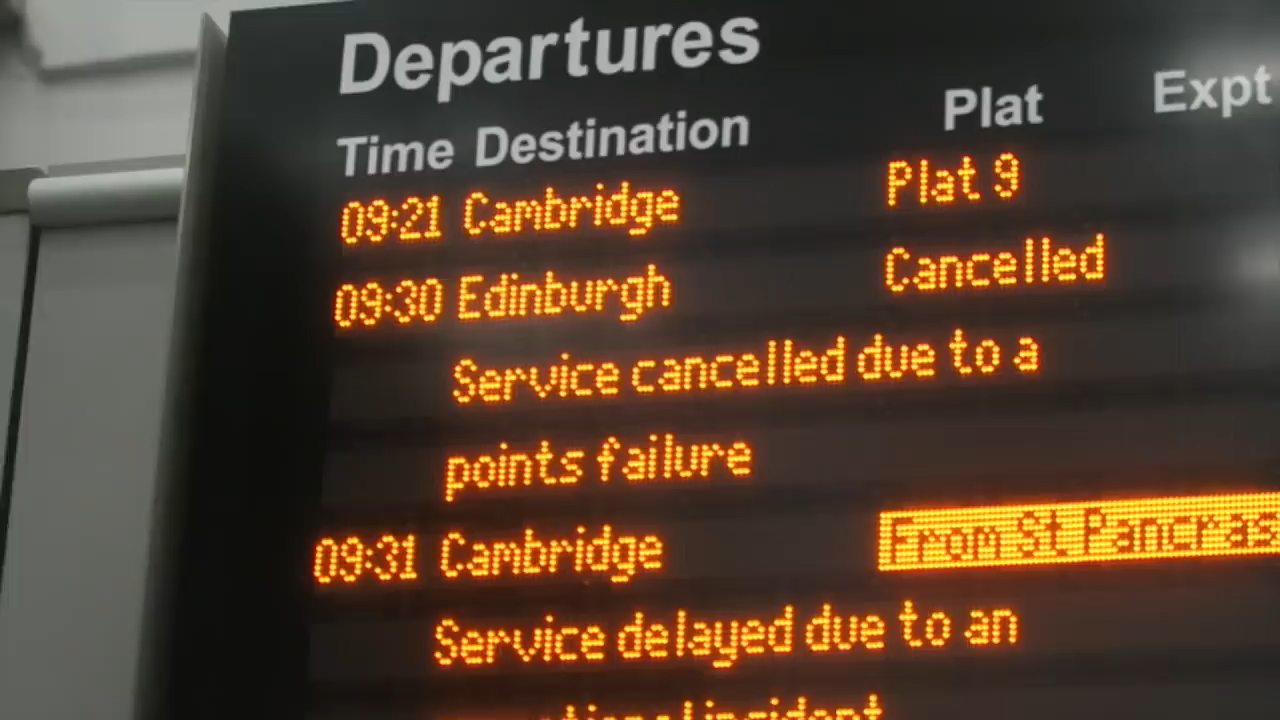 Departures
Time Destination Plat Expt
09:21 Cambridge Plat 9
09:30 Edinburgh Cancelled
Service cancelled due to a
points failure
09:31 Cambridge From St Pancras
Service delayed due to an
incident